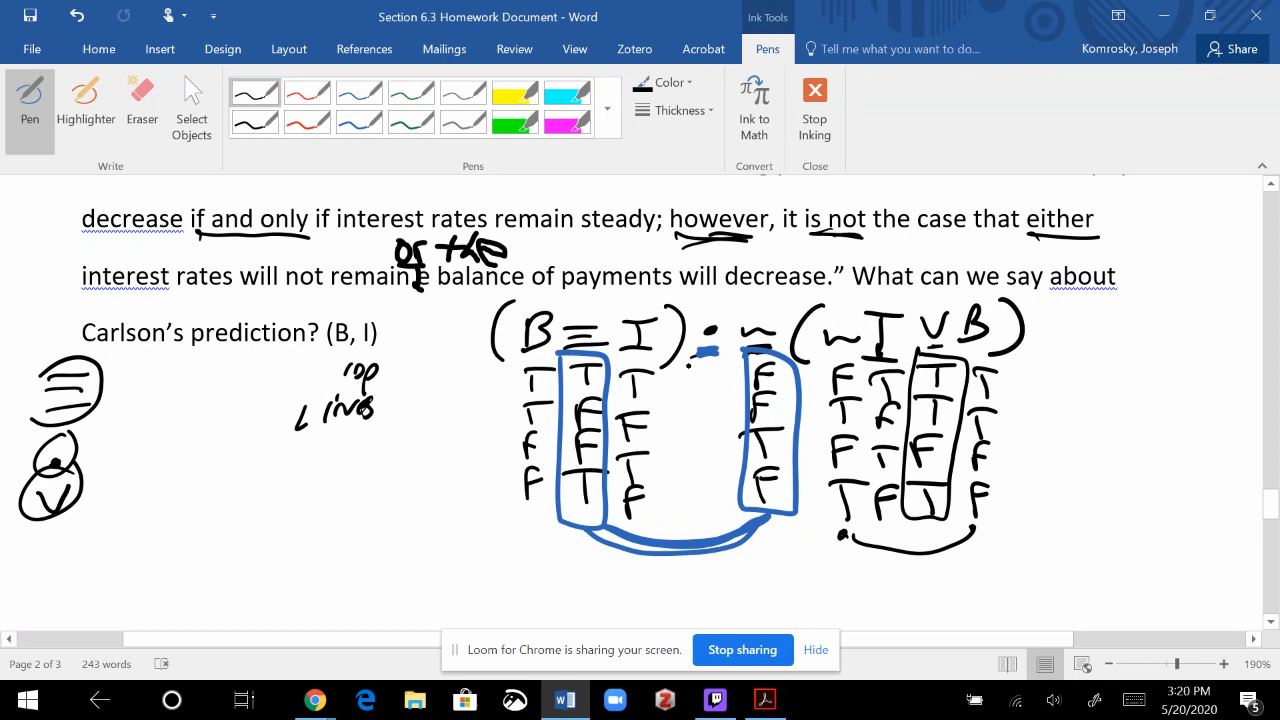 Section 6.3 Homework Document - Word
Ink Tools
File Home Insert Design Layout References Mailings Review View Zotero Acrobat Pens Tell me what you want to do... Komrosky, Joseph Share
Pen Highlighter Eraser Select Objects
Color Thickness
Ink to Math
Stop Inking
Write Pens Convert Close
decrease if and only if interest rates remain steady; however, it is not the case that either
or the
interest rates will not remain balance of payments will decrease.” What can we say about
Carlson’s prediction? (B, I)
(B ≡ I) • ~ (~ I ∨ B)
T T T F F T T T
T F F F T F T T
F F T T F T F F
F T F F T F T F
≡
•
∨
Loom for Chrome is sharing your screen. Stop sharing Hide
Page 2 of 3 243 words 190%
3:20 PM
5/20/2020
5